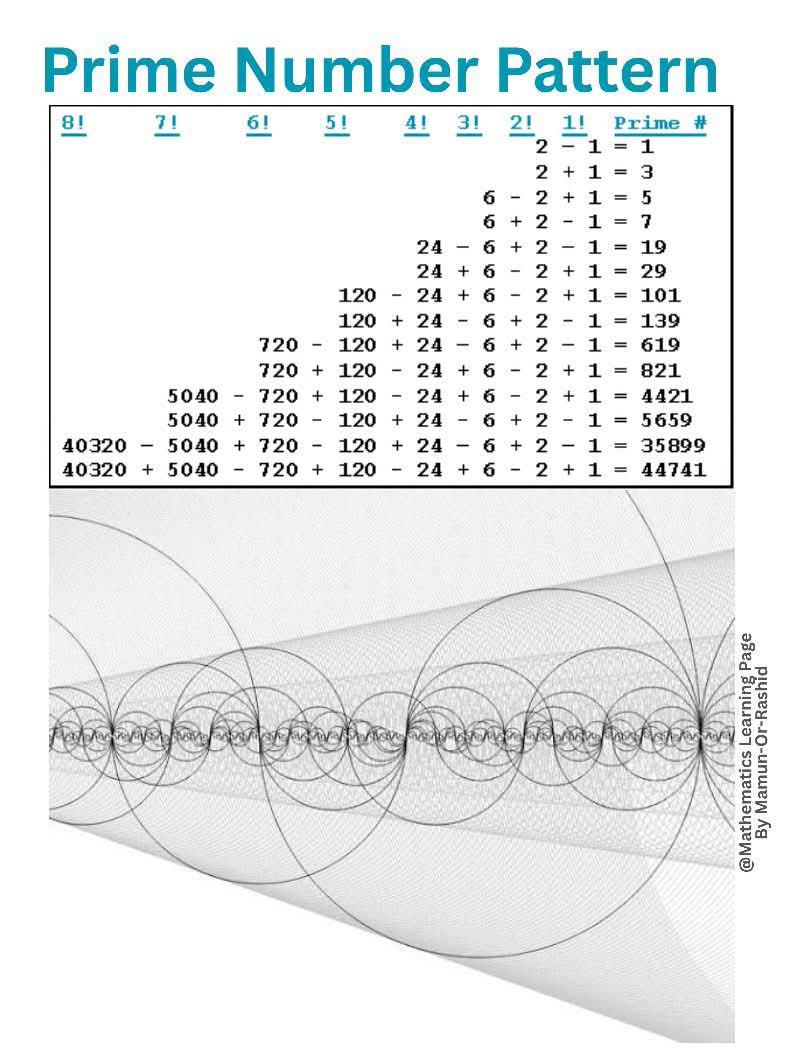 Prime Number Pattern
8! 7! 6! 5! 4! 3! 2! 1! Prime #
2 - 1 = 1
2 + 1 = 3
6 - 2 + 1 = 5
6 + 2 - 1 = 7
24 - 6 + 2 - 1 = 19
24 + 6 - 2 + 1 = 29
120 - 24 + 6 - 2 + 1 = 101
120 + 24 - 6 + 2 - 1 = 139
720 - 120 + 24 - 6 + 2 - 1 = 619
720 + 120 - 24 + 6 - 2 + 1 = 821
5040 - 720 + 120 - 24 + 6 - 2 + 1 = 4421
5040 + 720 - 120 + 24 - 6 + 2 - 1 = 5659
40320 - 5040 + 720 - 120 + 24 - 6 + 2 - 1 = 35899
40320 + 5040 - 720 + 120 - 24 + 6 - 2 + 1 = 44741
@Mathematics Learning Page
By Mamun-Or-Rashid